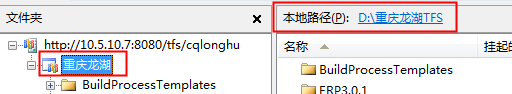 文件夹
本地路径(P): D:\重庆龙湖TFS
http://10.5.10.7:8080/tfs/cqlonghu
重庆龙湖
BuildProcessTemplates
名称
挂起的
BuildProcessTemplates
ERP3.0.1